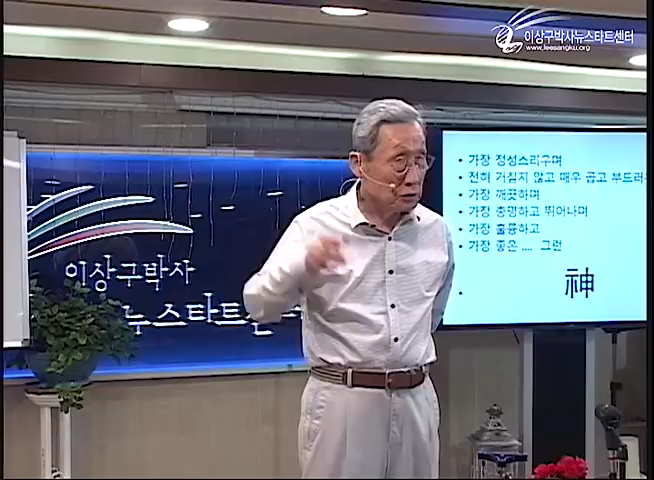 이상구박사뉴스타트센터
www.leesangku.org
이상구박사
뉴스타트센
• 가장 정성스리우며
• 전혀 거칠지 않고 매우 곱고 부드러우
• 가장 깨끗하며
• 가장 총명하고 뛰어나며
• 가장 훌륭하고
• 가장 좋은 .... 그런
• 神